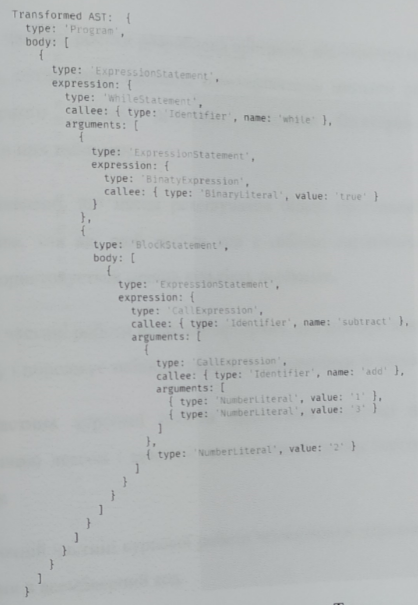 Transformed AST:  {
  type: 'Program',
  body: [
    {
      type: 'ExpressionStatement',
      expression: {
        type: 'WhileStatement',
        callee: { type: 'Identifier', name: 'while' },
        arguments: [
          {
            type: 'ExpressionStatement',
            expression: {
              type: 'BinatyExpression',
              callee: { type: 'BinaryLiteral', value: 'true' }
            }
          },
          {
            type: 'BlockStatement',
            body: [
              {
                type: 'ExpressionStatement',
                expression: {
                  type: 'CallExpression',
                  callee: { type: 'Identifier', name: 'subtract' },
                  arguments: [
                    {
                      type: 'CallExpression',
                      callee: { type: 'Identifier', name: 'add' },
                      arguments: [
                        { type: 'NumberLiteral', value: '1' },
                        { type: 'NumberLiteral', value: '3' }
                      ]
                    },
                    { type: 'NumberLiteral', value: '2' }
                  ]
                }
              }
            ]
          }
        ]
      }
    }
  ]
}